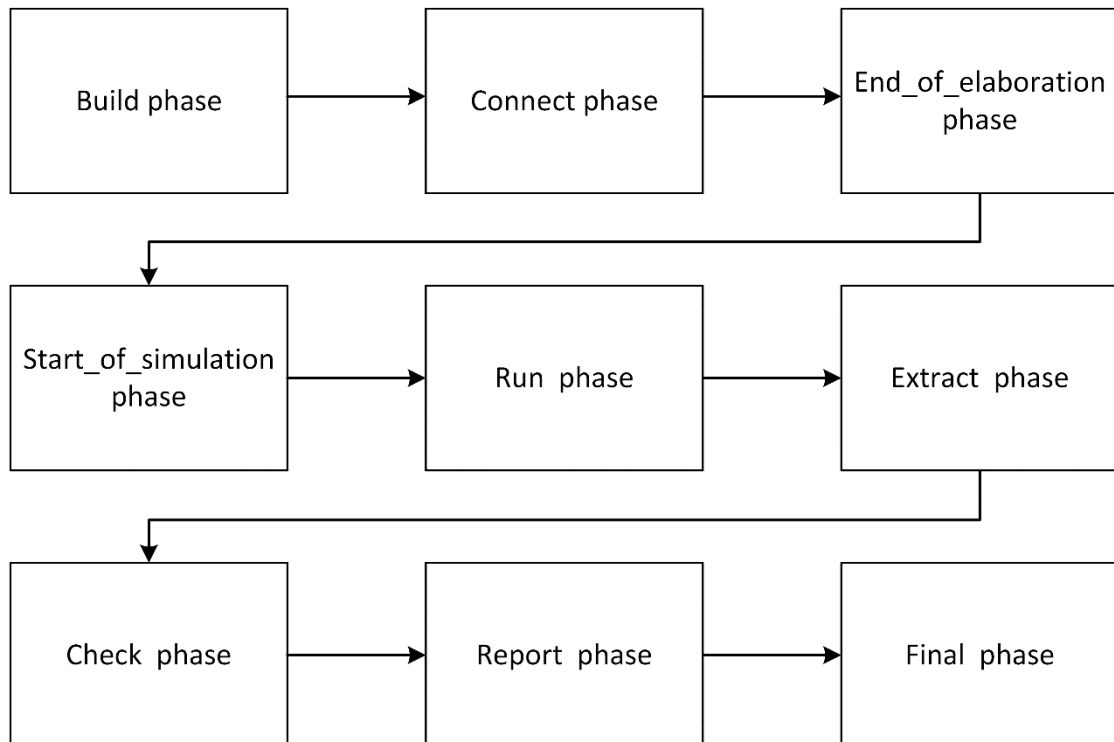 Build phase
Connect phase
End_of_elaboration
phase
Start_of_simulation
phase
Run  phase
Extract  phase
Check  phase
Report  phase
Final  phase